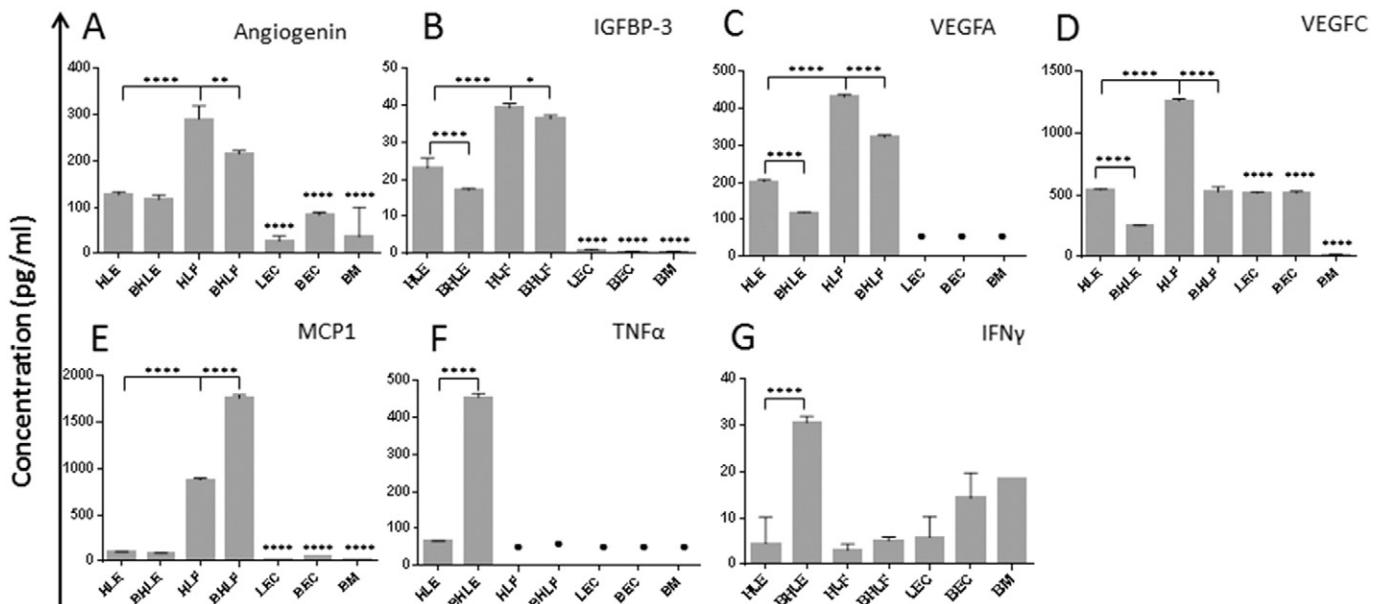 Concentration (pg/ml)
A
Angiogenin
400
300
200
100
0
**** **
**** **** ****
HLE BHLE HLF BHLF LEC BEC BM
B
IGFBP-3
50
40
30
20
10
0
**** *
****
**** **** ****
HLE BHLE HLF BHLF LEC BEC BM
C
VEGFA
500
400
300
200
100
0
**** ****
****
HLE BHLE HLF BHLF LEC BEC BM
D
VEGFC
1500
1000
500
0
**** ****
****
**** ****
****
HLE BHLE HLF BHLF LEC BEC BM
E
MCP1
2000
1500
1000
500
0
**** ****
**** **** ****
HLE BHLE HLF BHLF LEC BEC BM
F
TNFα
500
400
300
200
100
0
****
HLE BHLE HLF BHLF LEC BEC BM
G
IFNγ
40
30
20
10
0
****
HLE BHLE HLF BHLF LEC BEC BM